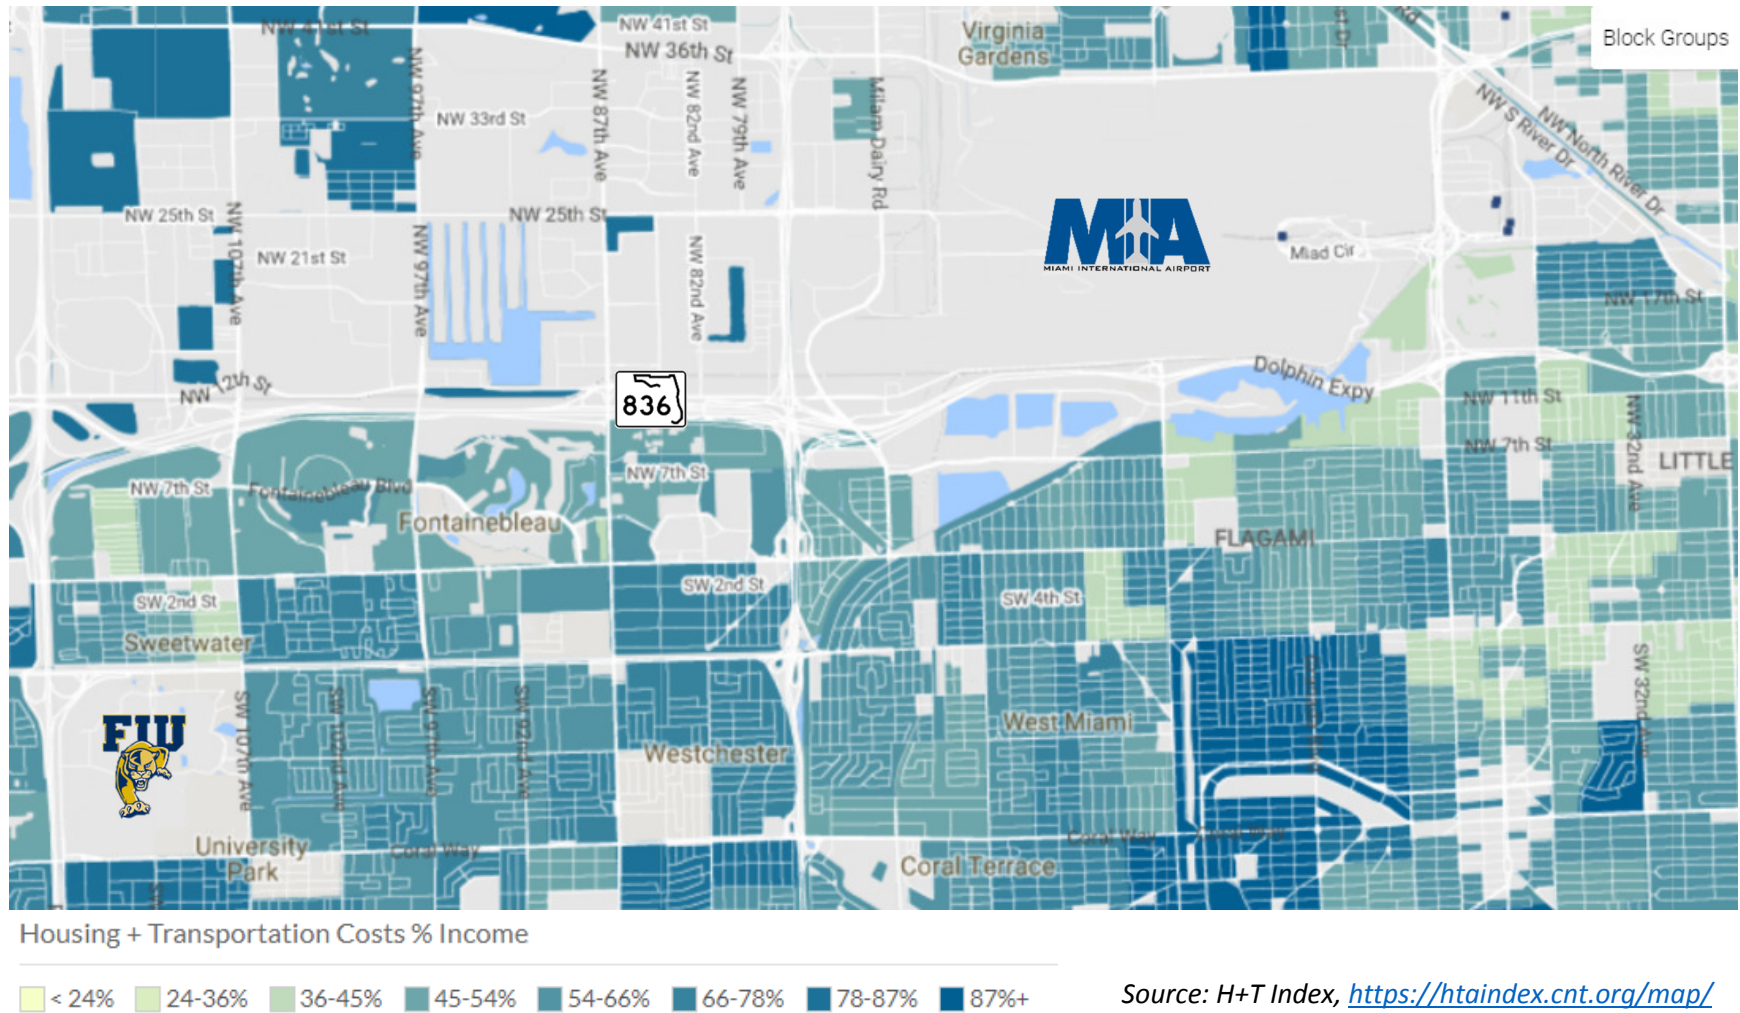 NW 41st St
NW 41st St
NW 36th St
Virginia
Gardens
Block Groups
NW 97th Ave
NW 33rd St
NW 87th Ave
NW 82nd Ave
NW 79th Ave
Milam Dairy Rd
NW S River Dr
NW North River Dr
NW 25th St
NW 107th Ave
NW 25th St
MIA
MIAMI INTERNATIONAL AIRPORT
Miad Cir
NW 21st St
NW 97th Ave
NW 82nd Ave
NW 17th St
NW 12th St
836
Dolphin Expy
NW 11th St
NW 32nd Ave
NW 7th St
LITTLE
NW 7th St
Fontainebleau Blvd
NW 7th St
Fontainebleau
FLAGAMI
SW 2nd St
SW 2nd St
SW 4th St
Sweetwater
SW 32nd Ave
FIU
SW 107th Ave
SW 102nd Ave
SW 97th Ave
SW 92nd Ave
Westchester
West Miami
University
Park
Coral Way
Coral Terrace
Coral Way
Coral Way
Housing + Transportation Costs % Income
< 24% 24-36% 36-45% 45-54% 54-66% 66-78% 78-87% 87%+
Source: H+T Index, https://htaindex.cnt.org/map/